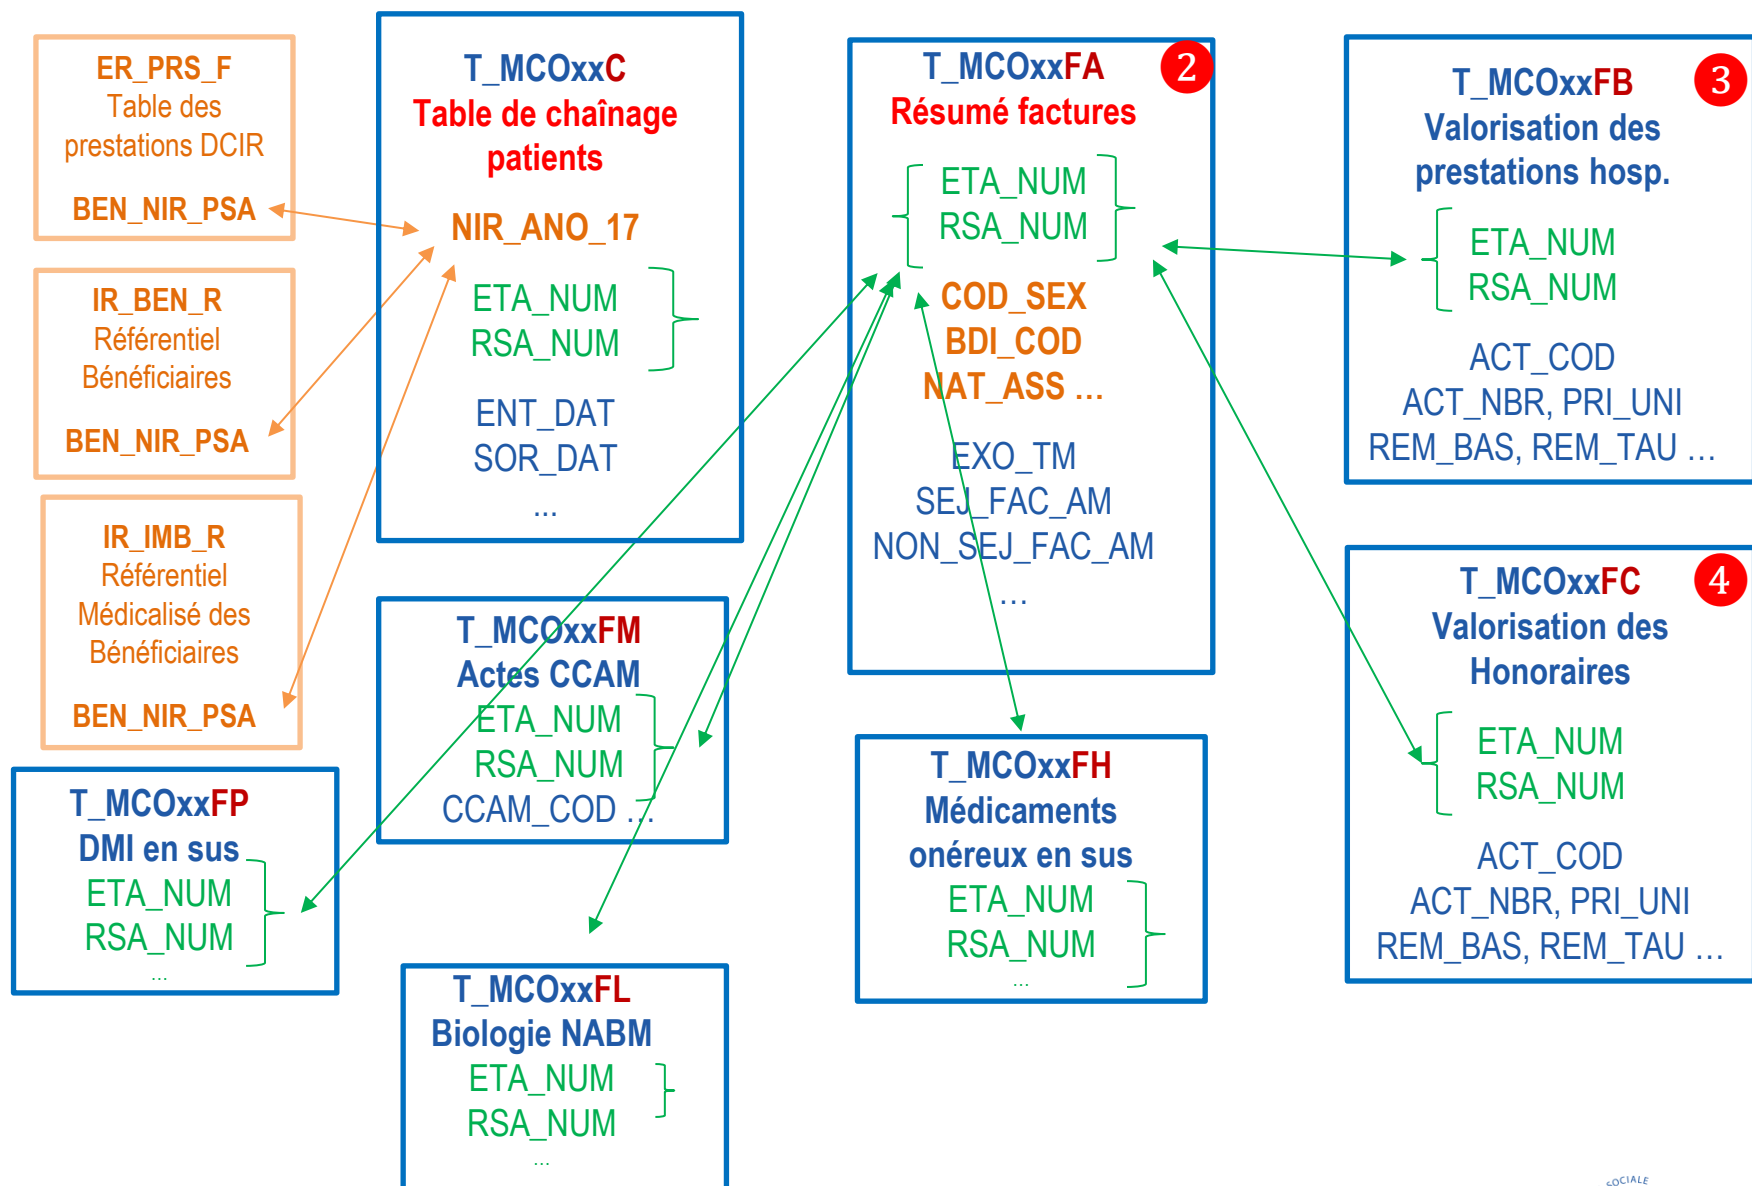 ER_PRS_F
Table des
prestations DCIR
BEN_NIR_PSA
IR_BEN_R
Référentiel
Bénéficiaires
BEN_NIR_PSA
IR_IMB_R
Référentiel
Médicalisé des
Bénéficiaires
BEN_NIR_PSA
T_MCOxxFP
DMI en sus
ETA_NUM
RSA_NUM
...
T_MCOxxC
Table de chaînage
patients
NIR_ANO_17
ETA_NUM
RSA_NUM
ENT_DAT
SOR_DAT
...
T_MCOxxFM
Actes CCAM
ETA_NUM
RSA_NUM
CCAM_COD ...
T_MCOxxFL
Biologie NABM
ETA_NUM
RSA_NUM
...
T_MCOxxFA 2
Résumé factures
ETA_NUM
RSA_NUM
COD_SEX
BDI_COD
NAT_ASS ...
EXO_TM
SEJ_FAC_AM
NON_SEJ_FAC_AM
...
T_MCOxxFH
Médicaments
onéreux en sus
ETA_NUM
RSA_NUM
...
T_MCOxxFB 3
Valorisation des
prestations hosp.
ETA_NUM
RSA_NUM
ACT_COD
ACT_NBR, PRI_UNI
REM_BAS, REM_TAU ...
T_MCOxxFC 4
Valorisation des
Honoraires
ETA_NUM
RSA_NUM
ACT_COD
ACT_NBR, PRI_UNI
REM_BAS, REM_TAU ...
SOCIALE